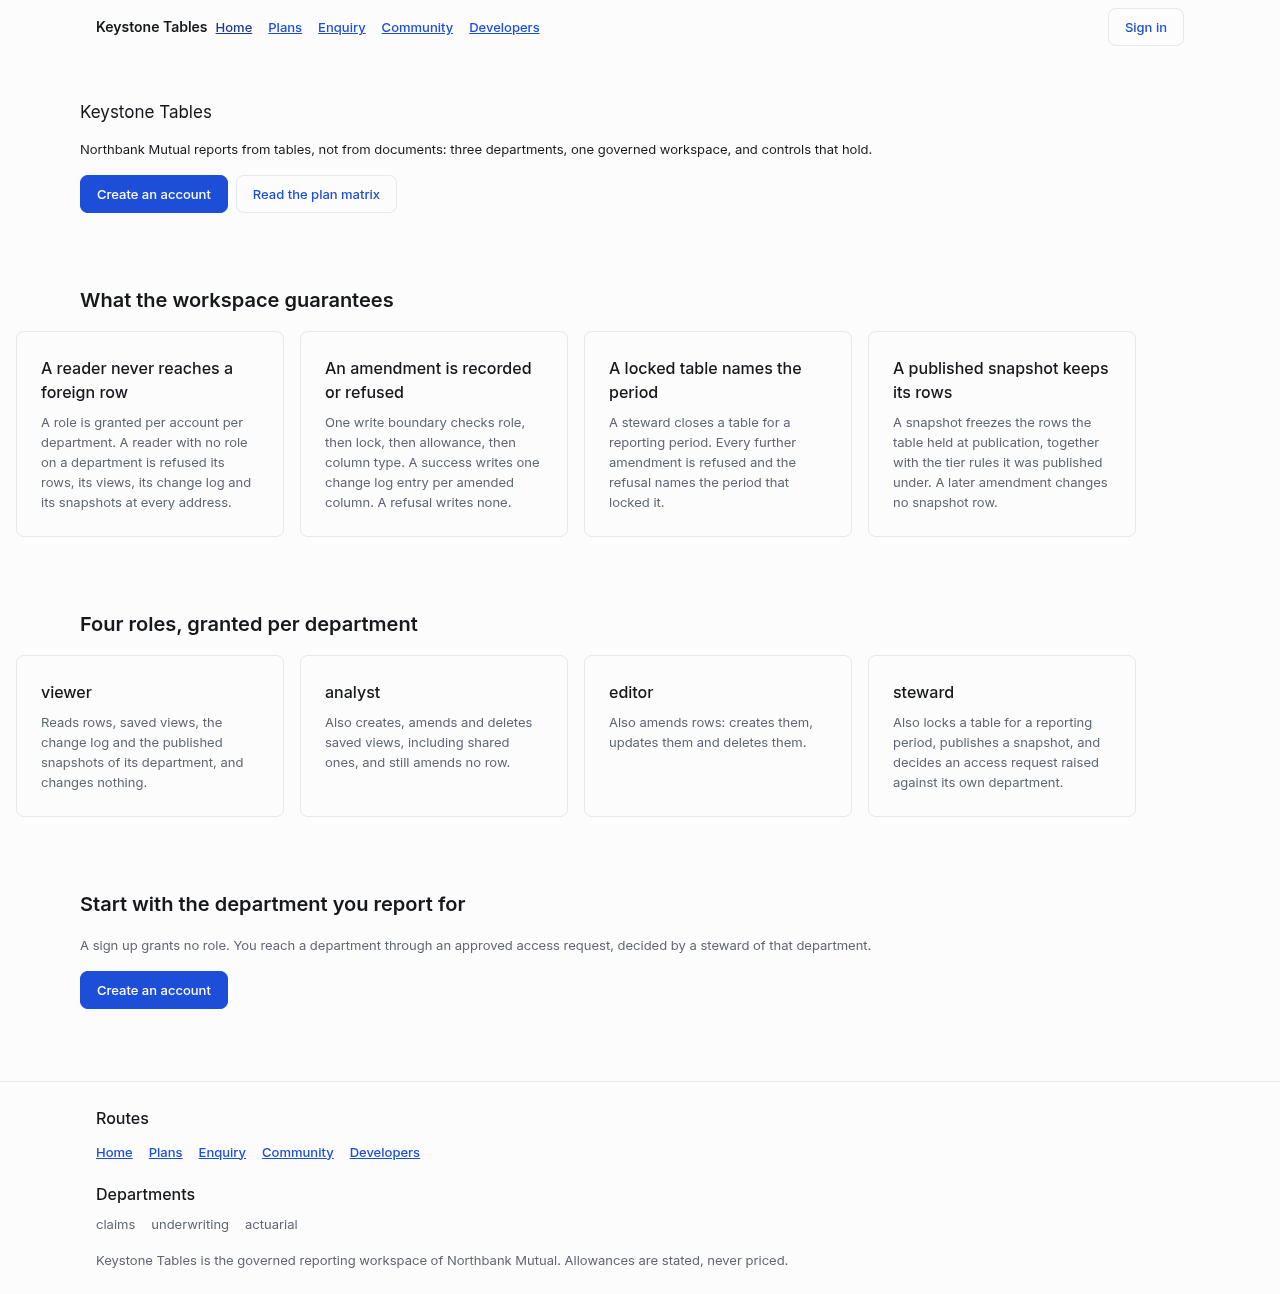 Keystone Tables Home Plans Enquiry Community Developers Sign in
Keystone Tables
Northbank Mutual reports from tables, not from documents: three departments, one governed workspace, and controls that hold.
Create an account Read the plan matrix
What the workspace guarantees
A reader never reaches a
foreign row
A role is granted per account per
department. A reader with no role
on a department is refused its
rows, its views, its change log and
its snapshots at every address.
An amendment is recorded
or refused
One write boundary checks role,
then lock, then allowance, then
column type. A success writes one
change log entry per amended
column. A refusal writes none.
A locked table names the
period
A steward closes a table for a
reporting period. Every further
amendment is refused and the
refusal names the period that
locked it.
A published snapshot keeps
its rows
A snapshot freezes the rows the
table held at publication, together
with the tier rules it was published
under. A later amendment changes
no snapshot row.
Four roles, granted per department
viewer
Reads rows, saved views, the
change log and the published
snapshots of its department, and
changes nothing.
analyst
Also creates, amends and deletes
saved views, including shared
ones, and still amends no row.
editor
Also amends rows: creates them,
updates them and deletes them.
steward
Also locks a table for a reporting
period, publishes a snapshot, and
decides an access request raised
against its own department.
Start with the department you report for
A sign up grants no role. You reach a department through an approved access request, decided by a steward of that department.
Create an account
Routes
Home Plans Enquiry Community Developers
Departments
claims underwriting actuarial
Keystone Tables is the governed reporting workspace of Northbank Mutual. Allowances are stated, never priced.